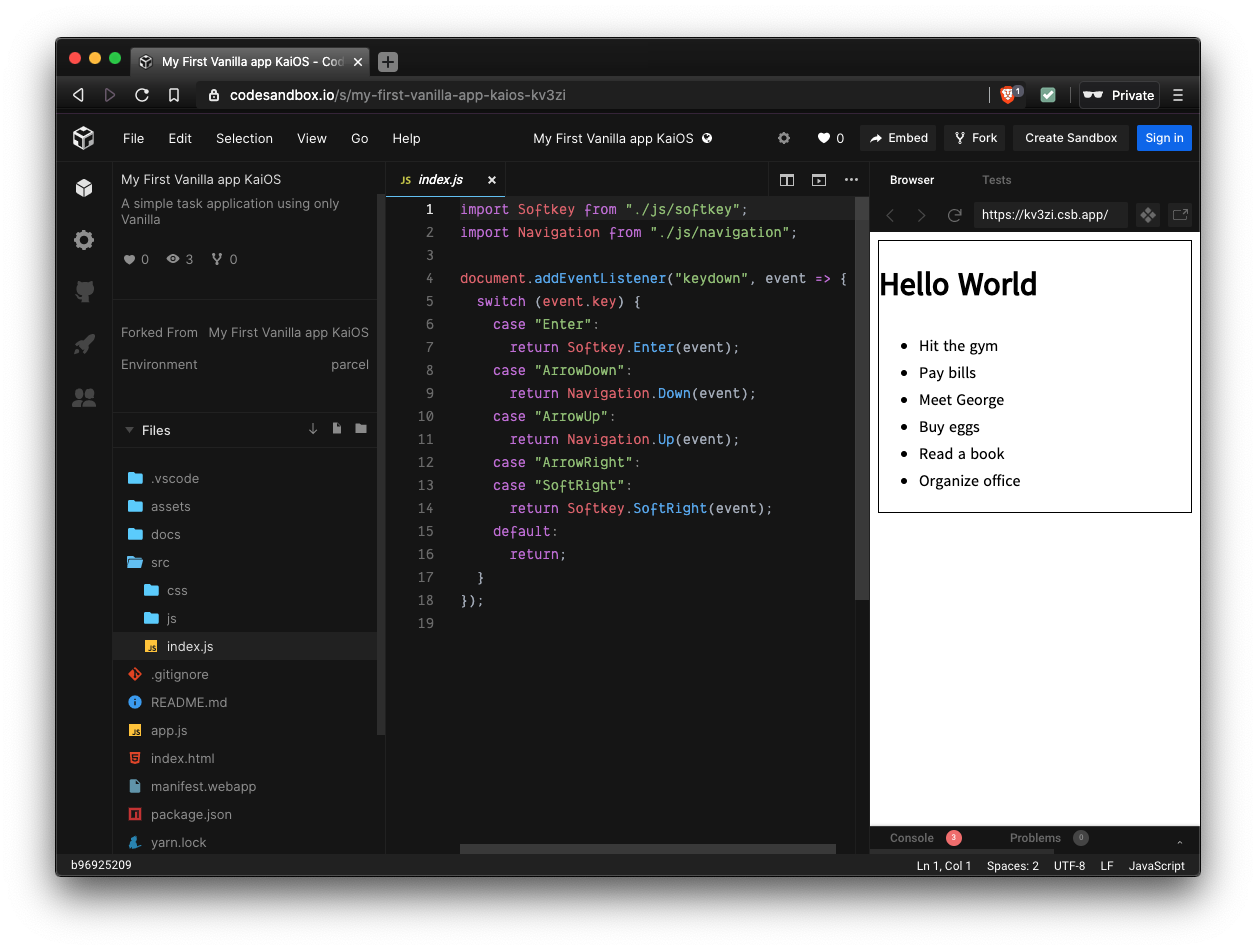 My First Vanilla app KaiOS - Cod
codesandbox.io/s/my-first-vanilla-app-kaios-kv3zi
1
Private
File Edit Selection View Go Help
My First Vanilla app KaiOS
0
Embed
Fork
Create Sandbox
Sign in
My First Vanilla app KaiOS
A simple task application using only
Vanilla
0 3 0
Forked From My First Vanilla app KaiOS
Environment parcel
Files
.vscode
assets
docs
src
css
js
JS index.js
.gitignore
README.md
JS app.js
index.html
manifest.webapp
package.json
yarn.lock
JS index.js
1 import Softkey from "./js/softkey";
2 import Navigation from "./js/navigation";
3
4 document.addEventListener("keydown", event => {
5 switch (event.key) {
6 case "Enter":
7 return Softkey.Enter(event);
8 case "ArrowDown":
9 return Navigation.Down(event);
10 case "ArrowUp":
11 return Navigation.Up(event);
12 case "ArrowRight":
13 case "SoftRight":
14 return Softkey.SoftRight(event);
15 default:
16 return;
17 }
18 });
19
Browser Tests
https://kv3zi.csb.app/
Hello World
Hit the gym
Pay bills
Meet George
Buy eggs
Read a book
Organize office
Console 3 Problems 0
b96925209
Ln 1, Col 1 Spaces: 2 UTF-8 LF JavaScript